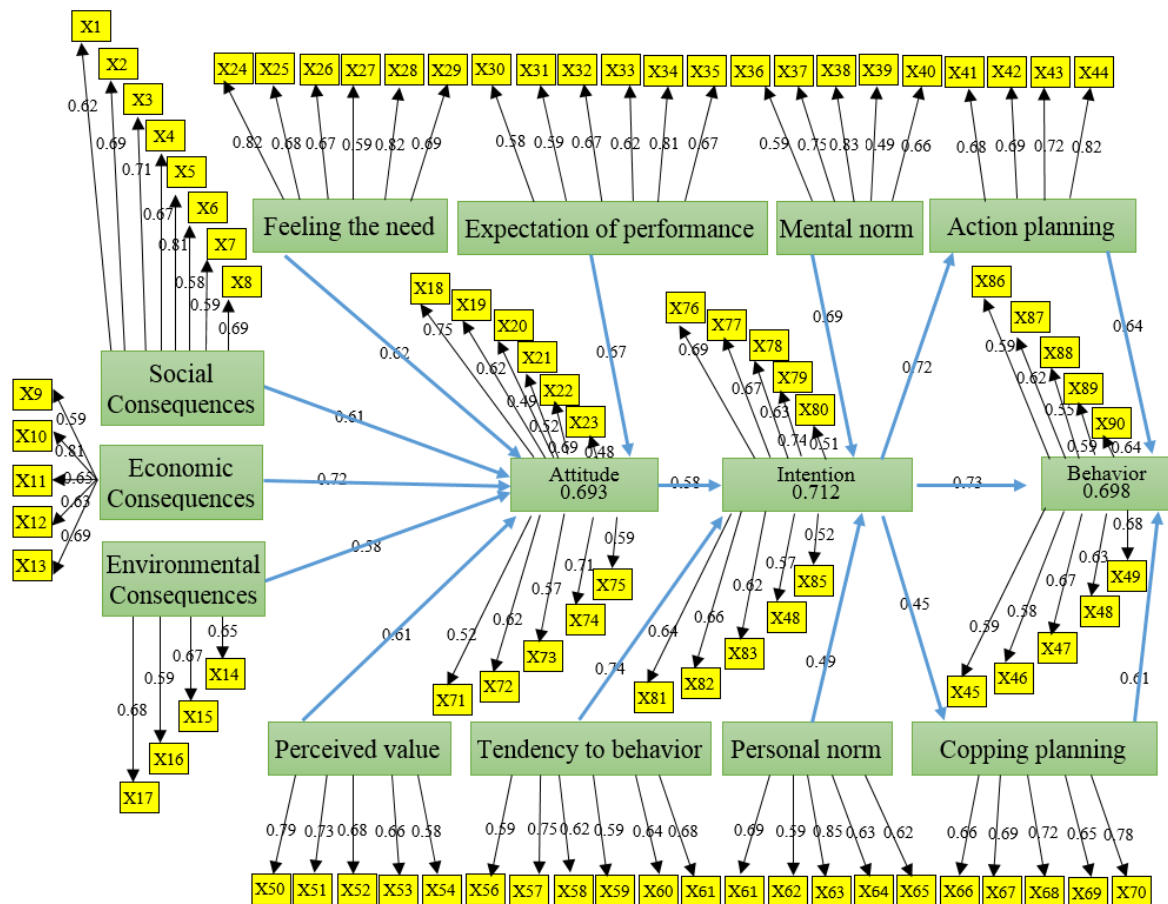 X1
X2
X3
X4
X5
X6
X7
X8
0.62
0.69
0.71
0.67
0.81
0.58
0.59
0.69
X24 X25 X26 X27 X28 X29 X30 X31 X32 X33 X34 X35 X36 X37 X38 X39 X40 X41 X42 X43 X44
0.82 0.68 0.67 0.59 0.82 0.69 0.58 0.59 0.67 0.62 0.81 0.67 0.59 0.75 0.83 0.49 0.66 0.68 0.69 0.72 0.82
Feeling the need
Expectation of performance
Mental norm
Action planning
0.62
0.67
0.69
0.72
0.64
X18
X19
X20
X21
X22
X23
0.75
0.62
0.49
0.52
0.69
0.48
X76
X77
X78
X79
X80
0.69
0.67
0.63
0.74
0.51
X86
X87
X88
X89
X90
0.59
0.62
0.55
0.59
0.64
Social
Consequences
0.61
X9
X10
X11
X12
X13
0.59
0.81
0.65
0.63
0.69
Economic
Consequences
0.72
Environmental
Consequences
0.58
Attitude
0.693
0.58
Intention
0.712
0.73
Behavior
0.698
0.65
0.67
0.59
0.68
X14
X15
X16
X17
0.61
0.52
0.62
0.57
0.71
0.59
X71
X72
X73
X74
X75
0.74
0.64
0.66
0.62
0.57
0.52
X81
X82
X83
X48
X85
0.49
0.45
0.59
0.58
0.67
0.63
0.68
X45
X46
X47
X48
X49
0.61
Perceived value
Tendency to behavior
Personal norm
Copping planning
0.79 0.73 0.68 0.66 0.58 0.59 0.75 0.62 0.59 0.64 0.68 0.69 0.59 0.85 0.63 0.62 0.66 0.69 0.72 0.65 0.78
X50 X51 X52 X53 X54 X56 X57 X58 X59 X60 X61 X61 X62 X63 X64 X65 X66 X67 X68 X69 X70